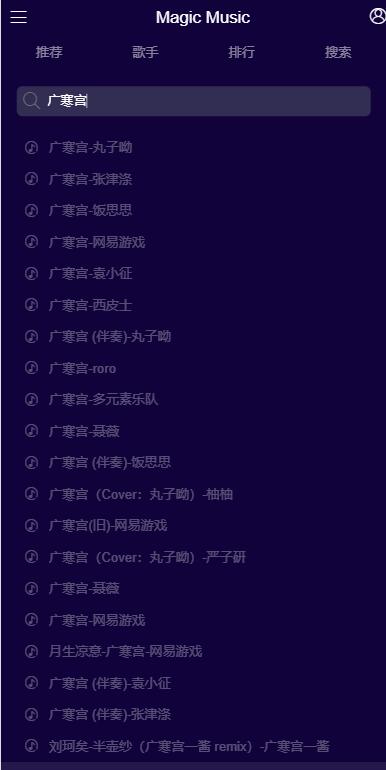 Magic Music
推荐 歌手 排行 搜索
广寒宫
广寒宫-丸子呦
广寒宫-张津涤
广寒宫-饭思思
广寒宫-网易游戏
广寒宫-袁小征
广寒宫-西皮士
广寒宫 (伴奏)-丸子呦
广寒宫-roro
广寒宫-多元素乐队
广寒宫-聂薇
广寒宫 (伴奏)-饭思思
广寒宫（Cover：丸子呦）-柚柚
广寒宫(旧)-网易游戏
广寒宫（Cover：丸子呦）-严子研
广寒宫-聂薇
广寒宫-网易游戏
月生凉意-广寒宫-网易游戏
广寒宫 (伴奏)-袁小征
广寒宫 (伴奏)-张津涤
刘珂矣-半壶纱（广寒宫一酱 remix）-广寒宫一酱